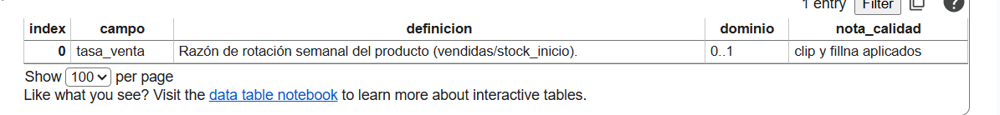 1 entry Filter ?
index campo definicion dominio nota_calidad
0 tasa_venta Razón de rotación semanal del producto (vendidas/stock_inicio). 0..1 clip y fillna aplicados
Show 100 per page
Like what you see? Visit the data table notebook to learn more about interactive tables.